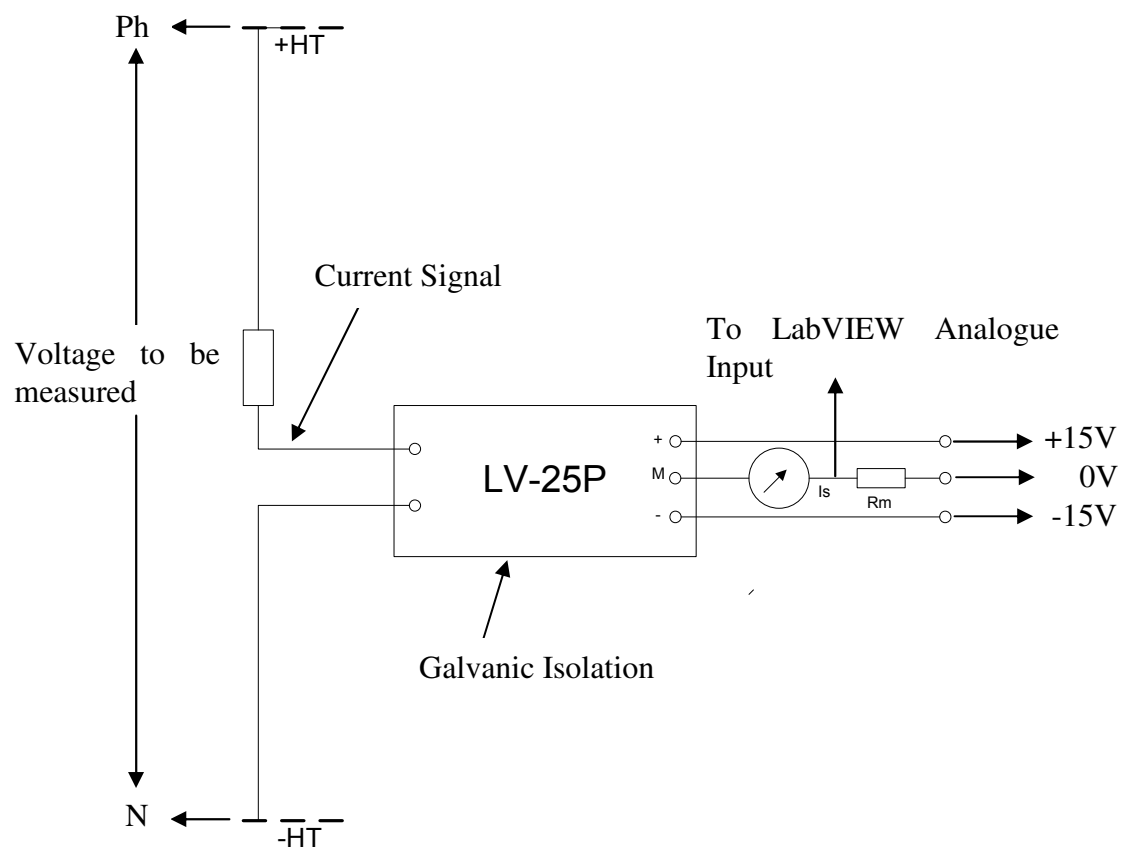 Ph
+HT
Current Signal
To LabVIEW Analogue
Input
Voltage to be
measured
+
+15V
LV-25P
M
Is
Rm
0V
-
-15V
Galvanic Isolation
N
-HT